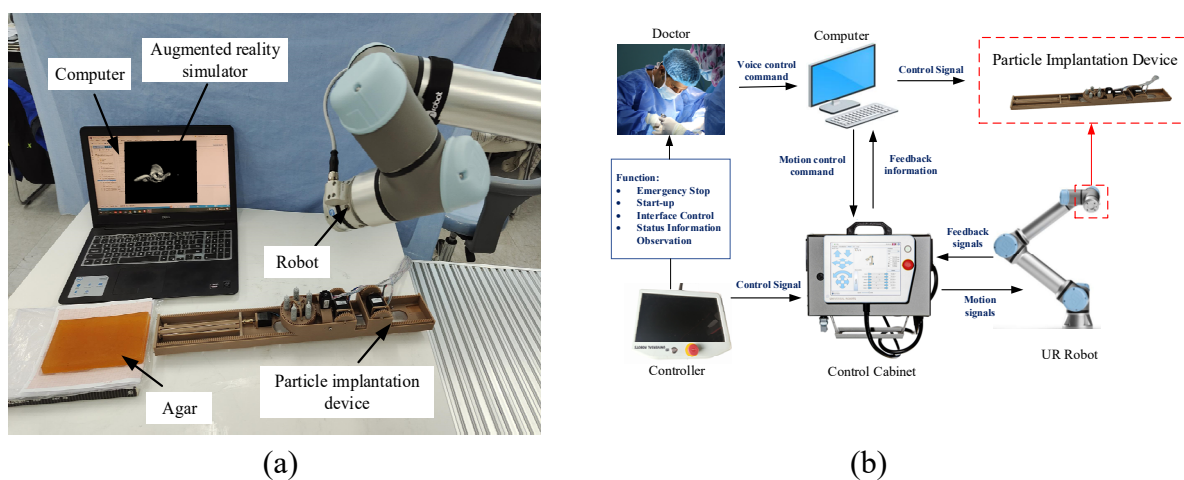 Augmented reality
simulator
Computer
Robot
Particle implantation
device
Agar
(a)
Doctor
Computer
Particle Implantation Device
Voice control
command
Control Signal
Function:
• Emergency Stop
• Start-up
• Interface Control
• Status Information
Observation
Motion control
command
Feedback
information
Feedback
signals
Control Signal
Motion
signals
Controller
Control Cabinet
UR Robot
(b)